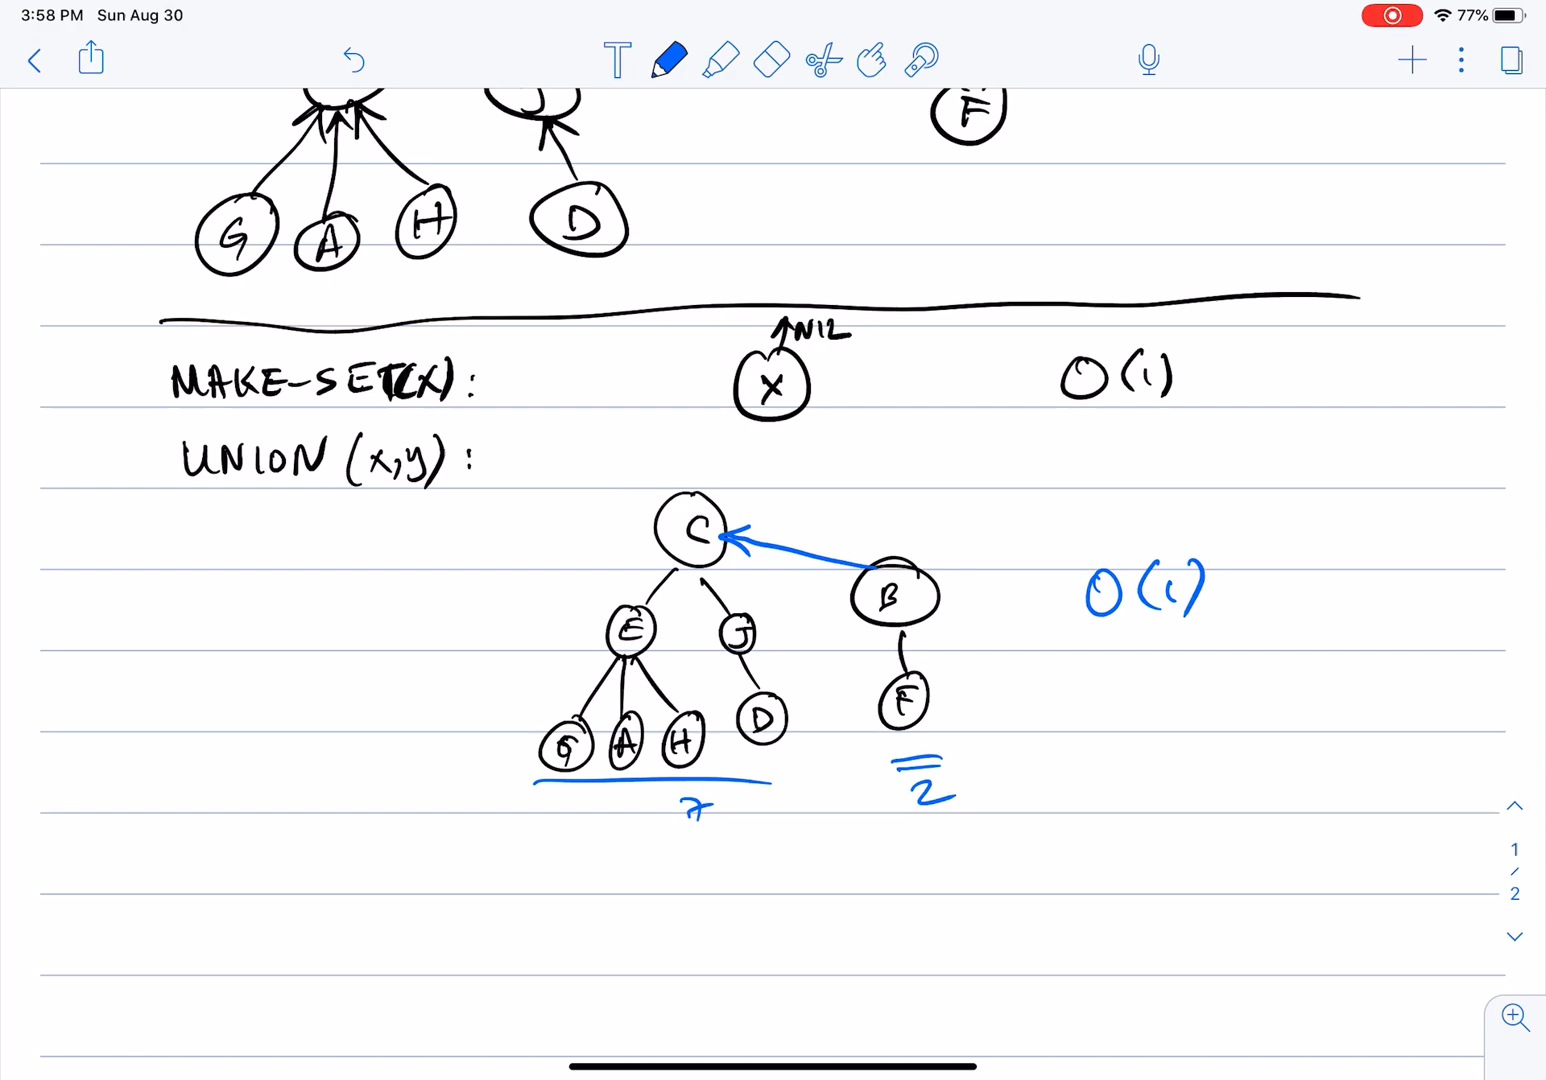 3:58 PM Sun Aug 30
77%
T
F
G A H D
NIL
MAKE-SET(X): X O(1)
UNION (x,y):
C
B O(1)
E J
F
G A H D
7 2
1
/
2